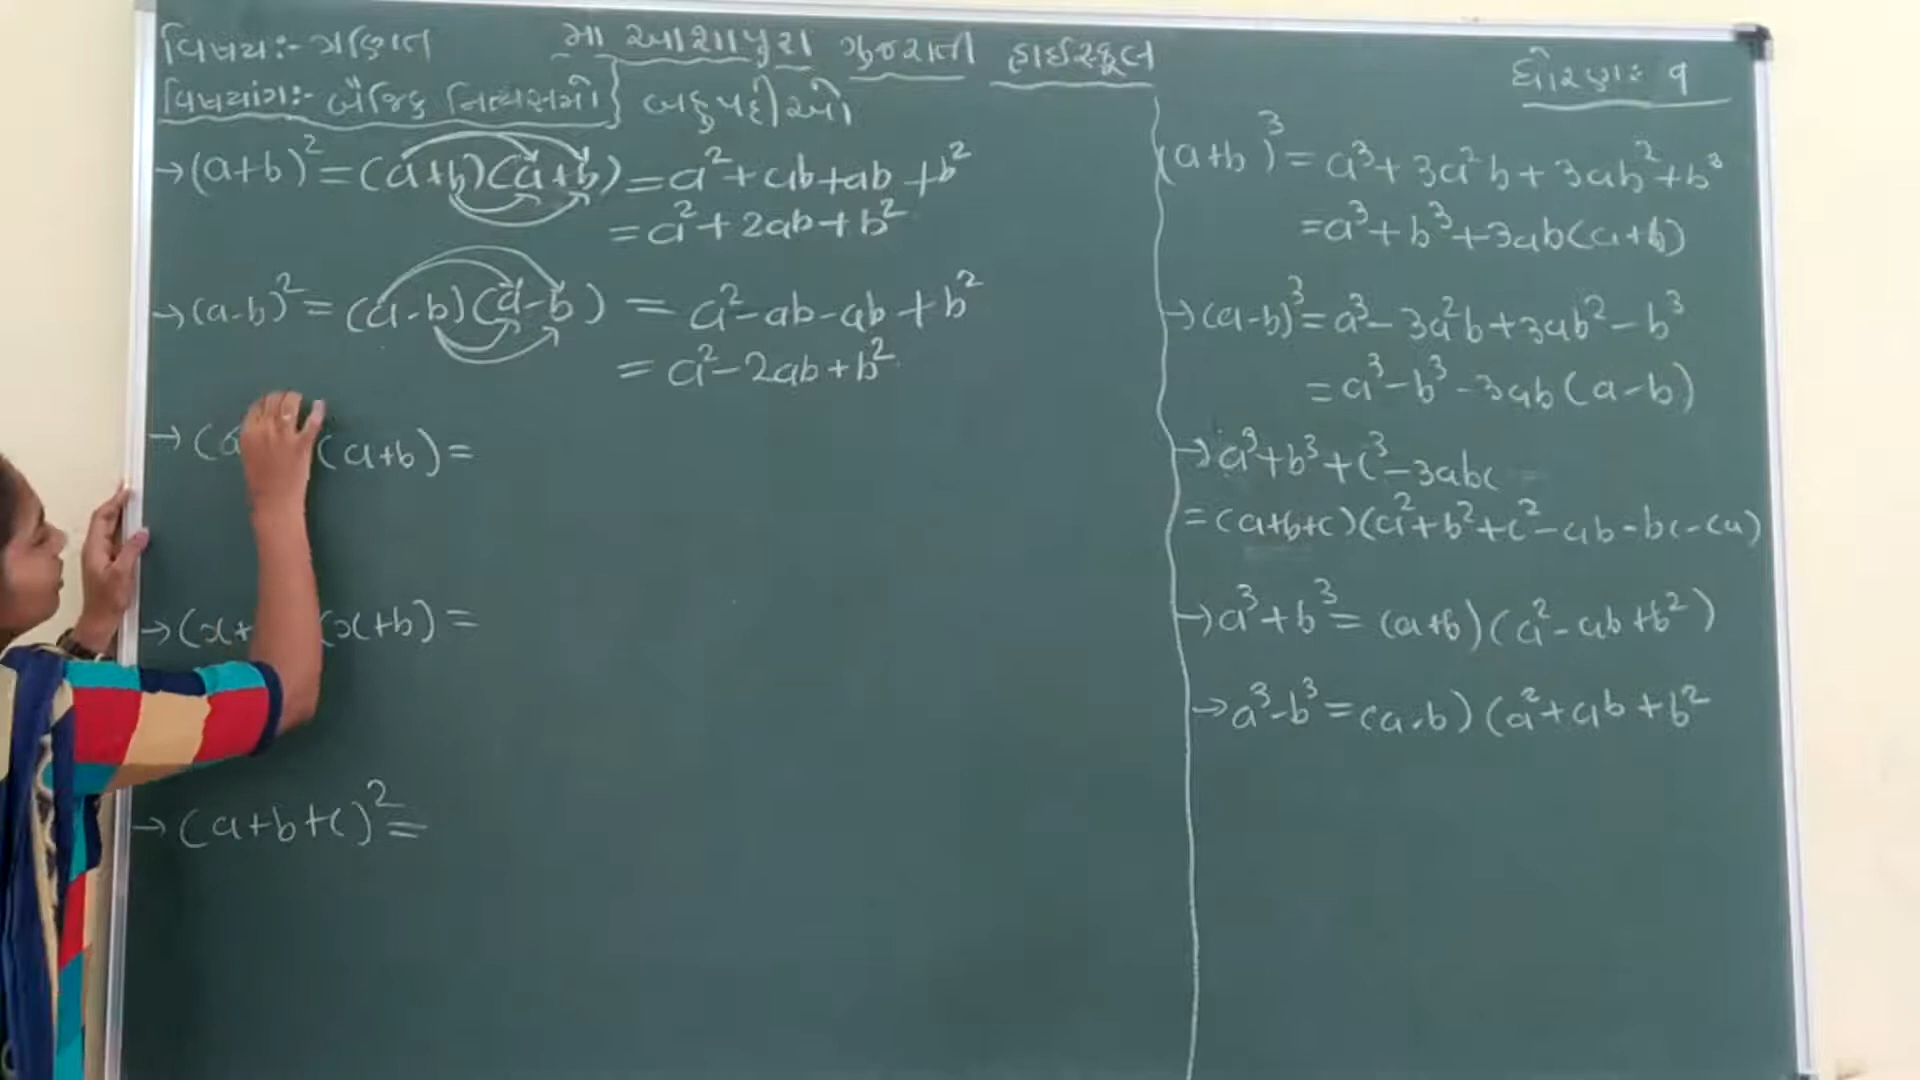 વિષય:- ગણિત મા આશાપુરા ગુજરાતી હાઈસ્કૂલ ધોરણ: ૧
વિષયાંગ:- બૈજિક નિત્યસમો} બહુપદીઓ
→(a+b)² = (a+b)(a+b) = a² + ab + ab + b²
= a² + 2ab + b²
→(a-b)² = (a-b)(a-b) = a² - ab - ab + b²
= a² - 2ab + b²
→(a (a+b) =
→(x+ (x+b) =
→(a+b+c)² =
(a+b)³ = a³ + 3a²b + 3ab² + b³
= a³ + b³ + 3ab(a+b)
→(a-b)³ = a³ - 3a²b + 3ab² - b³
= a³ - b³ - 3ab(a-b)
→a³ + b³ + c³ - 3abc
= (a+b+c)(a² + b² + c² - ab - bc - ca)
→a³ + b³ = (a+b)(a² - ab + b²)
→a³ - b³ = (a-b)(a² + ab + b²